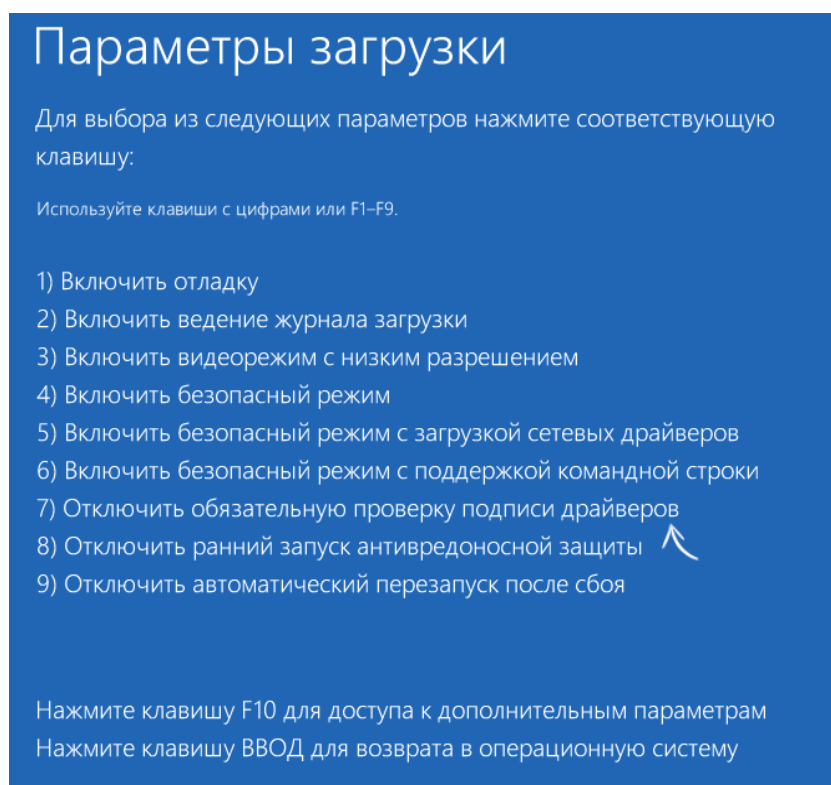 Параметры загрузки
Для выбора из следующих параметров нажмите соответствующую
клавишу:
Используйте клавиши с цифрами или F1–F9.
1) Включить отладку
2) Включить ведение журнала загрузки
3) Включить видеорежим с низким разрешением
4) Включить безопасный режим
5) Включить безопасный режим с загрузкой сетевых драйверов
6) Включить безопасный режим с поддержкой командной строки
7) Отключить обязательную проверку подписи драйверов
8) Отключить ранний запуск антивредоносной защиты
9) Отключить автоматический перезапуск после сбоя
Нажмите клавишу F10 для доступа к дополнительным параметрам
Нажмите клавишу ВВОД для возврата в операционную систему